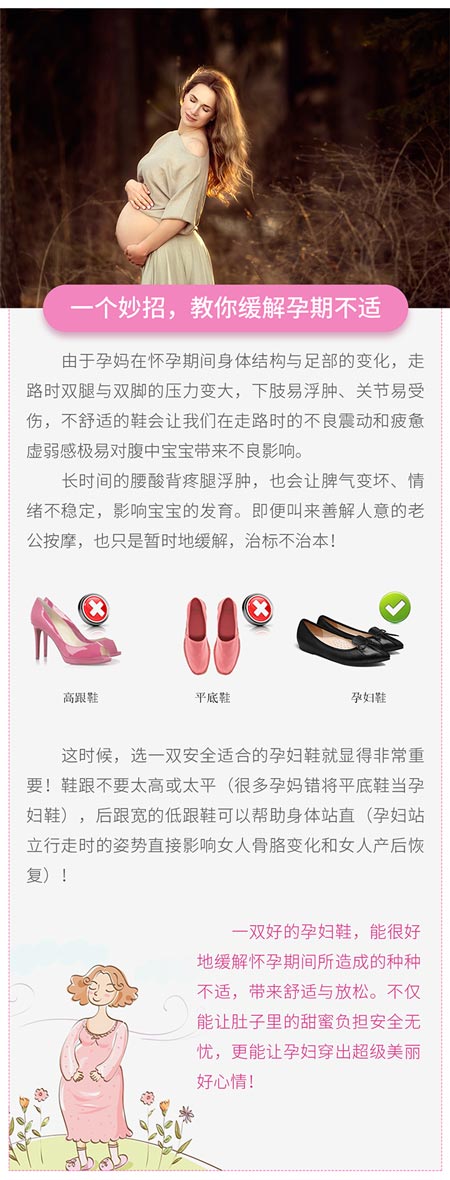 一个妙招，教你缓解孕期不适
由于孕妈在怀孕期间身体结构与足部的变化，走
路时双腿与双脚的压力变大，下肢易浮肿、关节易受
伤，不舒适的鞋会让我们在走路时的不良震动和疲惫
虚弱感极易对腹中宝宝带来不良影响。
长时间的腰酸背疼腿浮肿，也会让脾气变坏、情
绪不稳定，影响宝宝的发育。即便叫来善解人意的老
公按摩，也只是暂时地缓解，治标不治本！
高跟鞋
平底鞋
孕妇鞋
这时候，选一双安全适合的孕妇鞋就显得非常重
要！鞋跟不要太高或太平（很多孕妈错将平底鞋当孕
妇鞋），后跟宽的低跟鞋可以帮助身体站直（孕妇站
立行走时的姿势直接影响女人骨胳变化和女人产后恢
复）！
一双好的孕妇鞋，能很好
地缓解怀孕期间所造成的种种
不适，带来舒适与放松。不仅
能让肚子里的甜蜜负担安全无
忧，更能让孕妇穿出超级美丽
好心情！